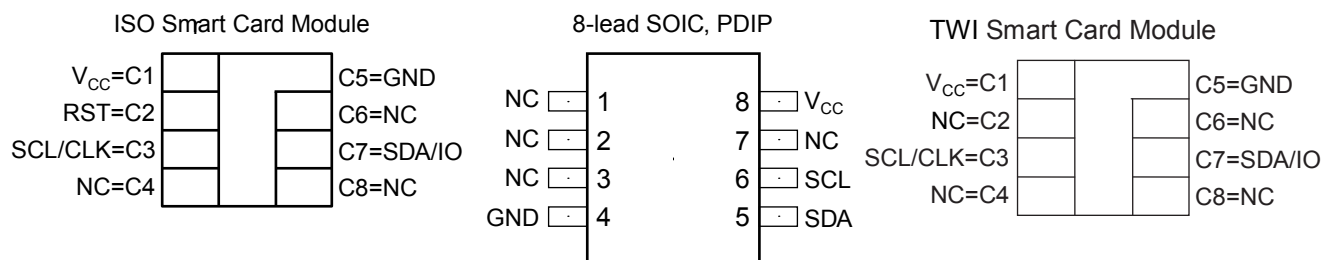 ISO Smart Card Module
V_CC=C1
C5=GND
RST=C2
C6=NC
SCL/CLK=C3
C7=SDA/IO
NC=C4
C8=NC
8-lead SOIC, PDIP
NC 1 8 V_CC
NC 2 7 NC
NC 3 6 SCL
GND 4 5 SDA
TWI Smart Card Module
V_CC=C1
C5=GND
NC=C2
C6=NC
SCL/CLK=C3
C7=SDA/IO
NC=C4
C8=NC